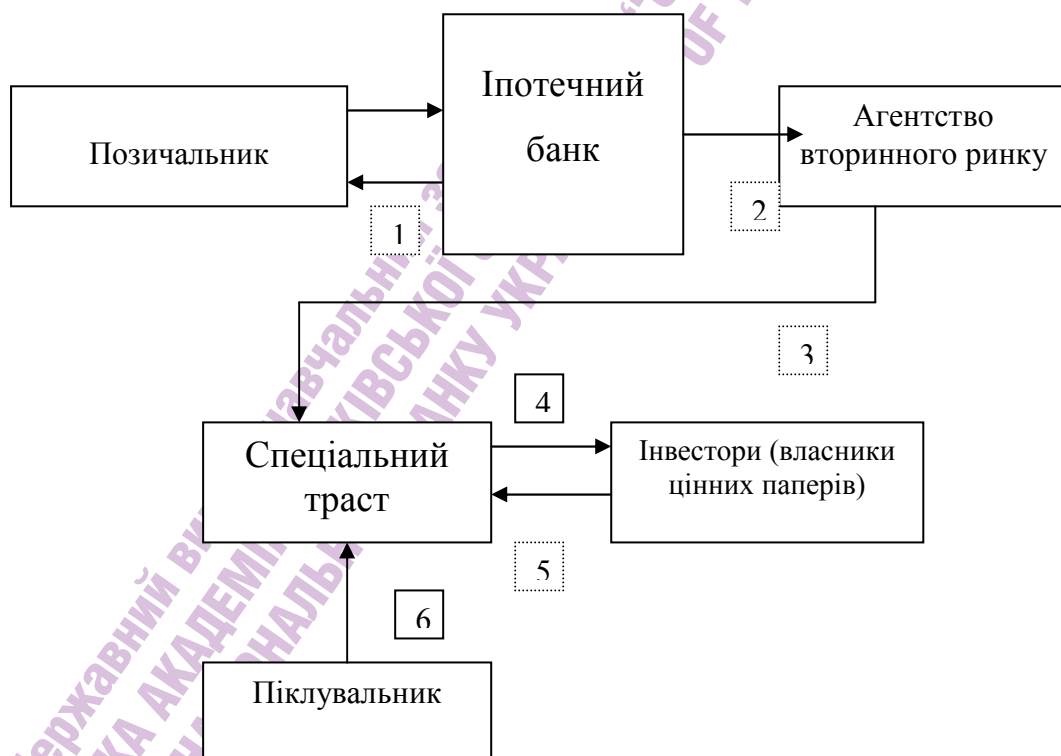 Іпотечний
банк
Позичальник
Агентство
вторинного ринку
1
2
3
4
Спеціальний
траст
Інвестори (власники
цінних паперів)
5
6
Піклувальник